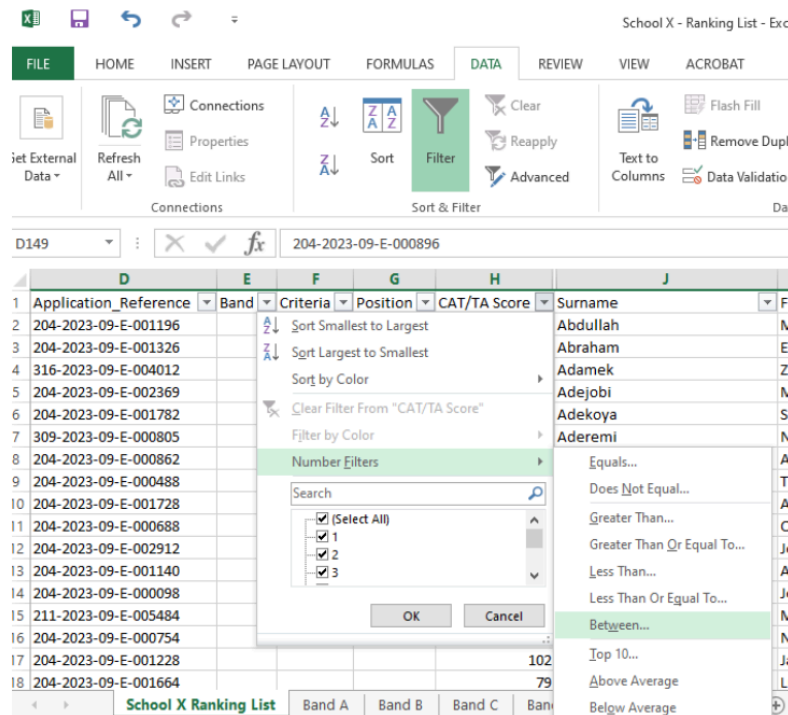 School X - Ranking List - Exc
FILE HOME INSERT PAGE LAYOUT FORMULAS DATA REVIEW VIEW ACROBAT
Get External Data
Refresh All
Connections
Properties
Edit Links
Connections
Sort
Filter
Clear
Reapply
Advanced
Sort & Filter
Text to Columns
Flash Fill
Remove Dupl
Data Validatio
Da
D149 fx 204-2023-09-E-000896
D E F G H J
1 Application_Reference Band Criteria Position CAT/TA Score Surname F
2 204-2023-09-E-001196 Abdullah M
3 204-2023-09-E-001326 Abraham E
4 316-2023-09-E-004012 Adamek Z
5 204-2023-09-E-002369 Adejobi M
6 204-2023-09-E-001782 Adekoya S
7 309-2023-09-E-000805 Aderemi N
8 204-2023-09-E-000862 A
9 204-2023-09-E-000488 T
10 204-2023-09-E-001728 A
11 204-2023-09-E-000688 C
12 204-2023-09-E-002912 Jo
13 204-2023-09-E-001140 A
14 204-2023-09-E-000098 Jo
15 211-2023-09-E-005484 M
16 204-2023-09-E-000754 N
17 204-2023-09-E-001228 102 Ja
18 204-2023-09-E-001664 79 L
Sort Smallest to Largest
Sort Largest to Smallest
Sort by Color
Clear Filter From "CAT/TA Score"
Filter by Color
Number Filters
Search
(Select All)
1
2
3
OK Cancel
Equals...
Does Not Equal...
Greater Than...
Greater Than Or Equal To...
Less Than...
Less Than Or Equal To...
Between...
Top 10...
Above Average
Below Average
School X Ranking List Band A Band B Band C Ban